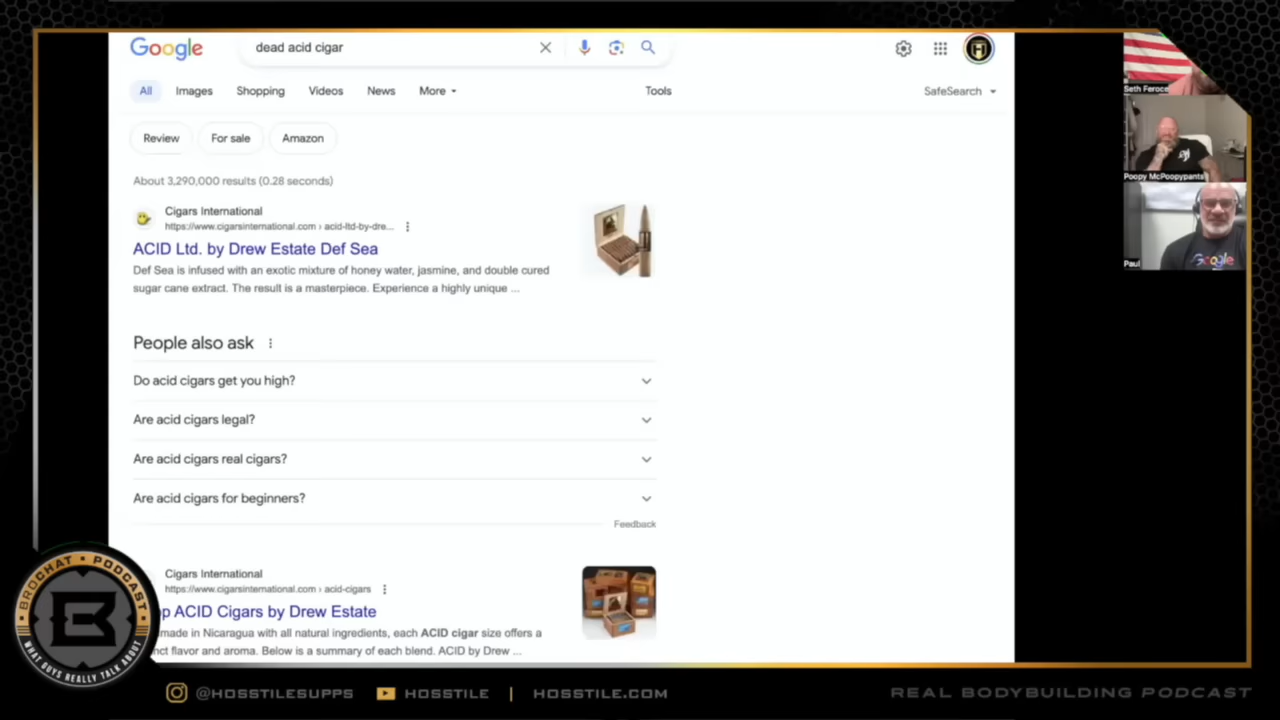 Google
dead acid cigar
All Images Shopping Videos News More Tools SafeSearch
Review For sale Amazon
About 3,290,000 results (0.28 seconds)
Cigars International
https://www.cigarsinternational.com › acid-ltd-by-dre...
ACID Ltd. by Drew Estate Def Sea
Def Sea is infused with an exotic mixture of honey water, jasmine, and double cured
sugar cane extract. The result is a masterpiece. Experience a highly unique ...
People also ask
Do acid cigars get you high?
Are acid cigars legal?
Are acid cigars real cigars?
Are acid cigars for beginners?
Feedback
Cigars International
https://www.cigarsinternational.com › acid-cigars
p ACID Cigars by Drew Estate
made in Nicaragua with all natural ingredients, each ACID cigar size offers a
nct flavor and aroma. Below is a summary of each blend. ACID by Drew ...
Seth Feroce
Poopy McPoopypants
Paul
Google
BROCHAT • PODCAST
B
WHAT GUYS REALLY TALK ABOUT
@HOSSTILESUPPS HOSSTILE | HOSSTILE.COM
REAL BODYBUILDING PODCAST